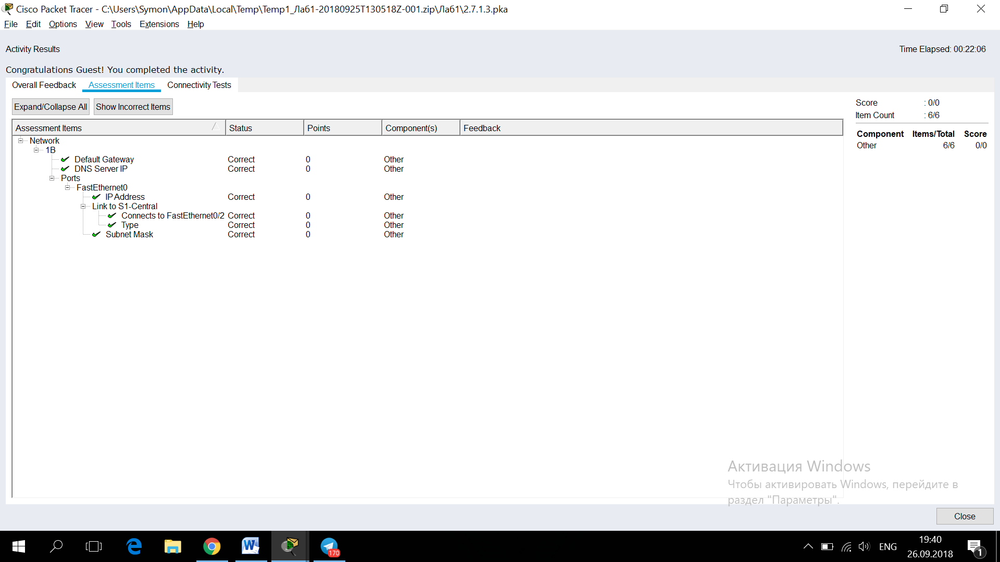 Cisco Packet Tracer - C:\Users\Symon\AppData\Local\Temp\Temp1_Лаб1-20180925T130518Z-001.zip\Лаб1\2.7.1.3.pka
File Edit Options View Tools Extensions Help
Activity Results
Time Elapsed: 00:22:06
Congratulations Guest! You completed the activity.
Overall Feedback Assessment Items Connectivity Tests
Expand/Collapse All Show Incorrect Items
Assessment Items Status Points Component(s) Feedback
Network
1B
Default Gateway Correct 0 Other
DNS Server IP Correct 0 Other
Ports
FastEthernet0
IP Address Correct 0 Other
Link to S1-Central
Connects to FastEthernet0/2 Correct 0 Other
Type Correct 0 Other
Subnet Mask Correct 0 Other
Score : 0/0
Item Count : 6/6
Component Items/Total Score
Other 6/6 0/0
Активация Windows
Чтобы активировать Windows, перейдите в
раздел "Параметры".
Close
170
ENG
19:40
26.09.2018
1